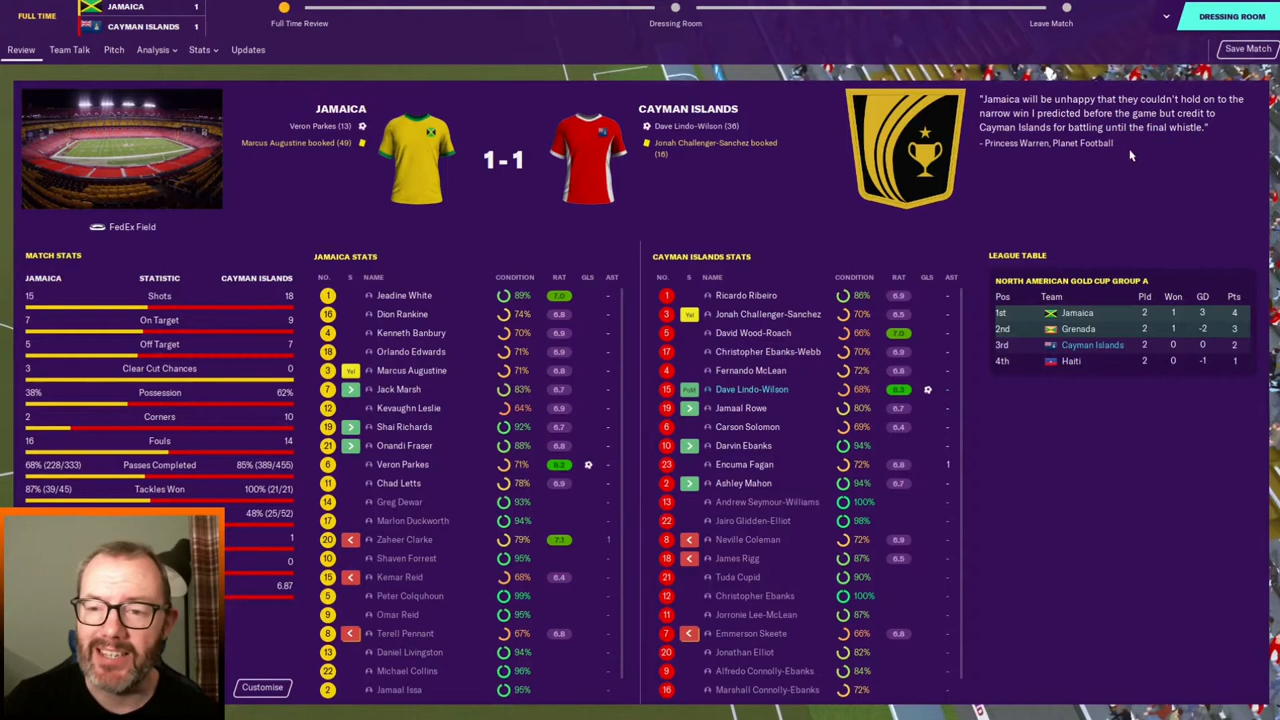 FULL TIME
JAMAICA 1
CAYMAN ISLANDS 1
Full Time Review
Dressing Room
Leave Match
DRESSING ROOM
Review Team Talk Pitch Analysis Stats Updates
Save Match
JAMAICA
Veron Parkes (13)
Marcus Augustine booked (49)
1 - 1
CAYMAN ISLANDS
Dave Lindo-Wilson (36)
Jonah Challenger-Sanchez booked
(16)
"Jamaica will be unhappy that they couldn't hold on to the
narrow win I predicted before the game but credit to
Cayman Islands for battling until the final whistle."
- Princess Warren, Planet Football
FedEx Field
MATCH STATS
JAMAICA STATISTIC CAYMAN ISLANDS
15 Shots 18
7 On Target 9
5 Off Target 7
3 Clear Cut Chances 0
38% Possession 62%
2 Corners 10
16 Fouls 14
68% (228/333) Passes Completed 85% (389/455)
87% (39/45) Tackles Won 100% (21/21)
48% (25/52)
1
0
6.87
JAMAICA STATS
NO. S NAME CONDITION RAT GLS AST
1 Jeadine White 89% 7.0 -
16 Dion Rankine 74% 6.8 -
4 Kenneth Banbury 70% 6.9 -
18 Orlando Edwards 71% 6.9 -
3 Yel Marcus Augustine 71% 6.8 -
7 Jack Marsh 83% 6.7 -
12 Kevaughn Leslie 64% 6.9 -
19 Shai Richards 92% 6.7 -
21 Onandi Fraser 88% 6.8 -
6 Veron Parkes 71% 8.2 -
11 Chad Letts 78% 6.9 -
14 Greg Dewar 93%
17 Marlon Duckworth 94%
20 Zaheer Clarke 79% 7.1 1
10 Shaven Forrest 95%
15 Kemar Reid 68% 6.4 -
5 Peter Colquhoun 99%
9 Omar Reid 95%
8 Terell Pennant 67% 6.8 -
13 Daniel Livingston 94%
22 Michael Collins 96%
2 Jamaal Issa 95%
Customise
CAYMAN ISLANDS STATS
NO. S NAME CONDITION RAT GLS AST
1 Ricardo Ribeiro 86% 6.9 -
3 Yel Jonah Challenger-Sanchez 70% 6.5 -
5 David Wood-Roach 66% 7.0 -
17 Christopher Ebanks-Webb 70% 6.9 -
4 Fernando McLean 72% 6.8 -
15 PoM Dave Lindo-Wilson 68% 8.3 -
19 Jamaal Rowe 80% 6.7 -
6 Carson Solomon 69% 6.4 -
10 Darvin Ebanks 94% -
23 Encuma Fagan 72% 6.8 1
2 Ashley Mahon 94% 6.7 -
13 Andrew Seymour-Williams 100%
22 Jairo Glidden-Elliot 98%
8 Neville Coleman 72% 6.9 -
18 James Rigg 87% 6.5 -
21 Tuda Cupid 90%
12 Christopher Ebanks 100%
11 Jorronie Lee-McLean 87%
7 Emmerson Skeete 66% 6.8 -
20 Jonathan Elliot 82%
9 Alfredo Connolly-Ebanks 84%
16 Marshall Connolly-Ebanks 72%
LEAGUE TABLE
NORTH AMERICAN GOLD CUP GROUP A
Pos Team Pld Won GD Pts
1st Jamaica 2 1 3 4
2nd Grenada 2 1 -2 3
3rd Cayman Islands 2 0 0 2
4th Haiti 2 0 -1 1